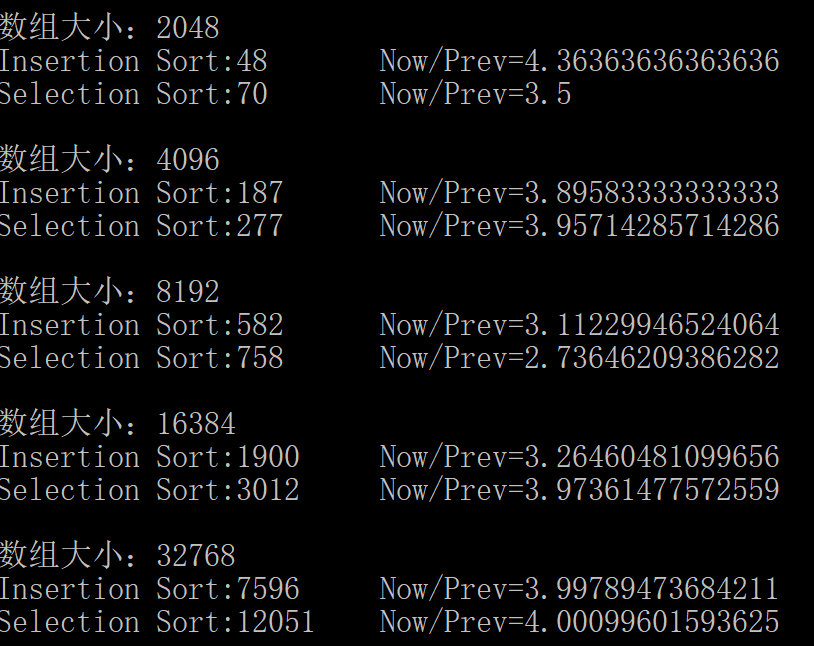 数组大小：2048
Insertion Sort:48 Now/Prev=4.36363636363636
Selection Sort:70 Now/Prev=3.5
数组大小：4096
Insertion Sort:187 Now/Prev=3.89583333333333
Selection Sort:277 Now/Prev=3.95714285714286
数组大小：8192
Insertion Sort:582 Now/Prev=3.11229946524064
Selection Sort:758 Now/Prev=2.73646209386282
数组大小：16384
Insertion Sort:1900 Now/Prev=3.26460481099656
Selection Sort:3012 Now/Prev=3.97361477572559
数组大小：32768
Insertion Sort:7596 Now/Prev=3.99789473684211
Selection Sort:12051 Now/Prev=4.00099601593625